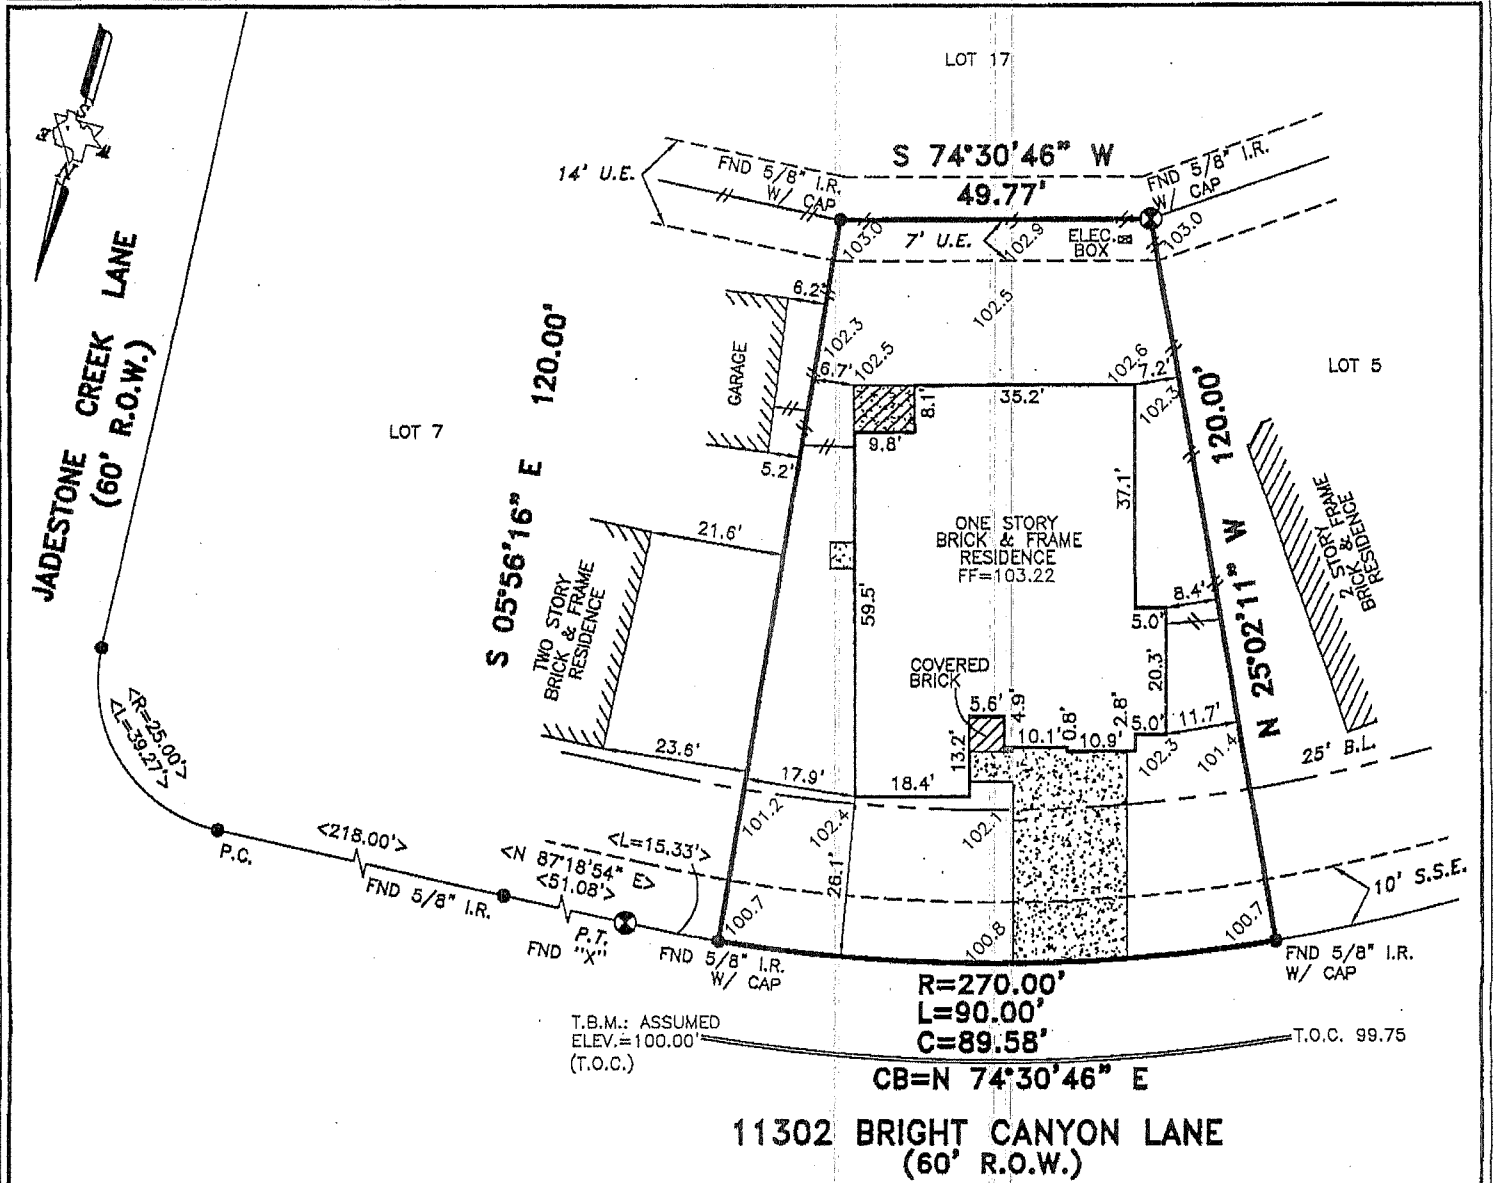 LOT 17
S 74°30'46" W
49.77'
14' U.E.
FND 5/8" I.R.
W/ CAP
FND 5/8" I.R.
W/ CAP
103.0
7' U.E.
102.9
ELEC.
BOX
103.0
JADESTONE CREEK LANE
(60' R.O.W.)
6.2'
102.3
102.5
102.5
102.6
7.2'
102.3
6.7'
GARAGE
35.2'
8.1'
9.8'
LOT 7
LOT 5
5.2'
S 05°56'16" E 120.00'
N 25°02'11" W 120.00'
37.1'
21.6'
ONE STORY
BRICK & FRAME
RESIDENCE
FF=103.22
2 STORY FRAME
BRICK & FRAME
RESIDENCE
TWO STORY
BRICK & FRAME
RESIDENCE
59.5'
8.4'
5.0'
20.3'
COVERED
BRICK
5.6'
4.9'
10.1'
0.8'
10.9'
2.8'
5.0'
11.7'
13.2'
18.4'
102.3
101.4
25' B.L.
<R=25.00'>
<L=39.27'>
23.6'
17.9'
101.2
102.4
102.1
26.1'
P.C.
<218.00'>
FND 5/8" I.R.
<N 87°18'54" E>
<51.08'>
<L=15.33'>
P.T.
FND "X"
100.7
FND 5/8" I.R.
W/ CAP
100.8
100.7
10' S.S.E.
FND 5/8" I.R.
W/ CAP
R=270.00'
L=90.00'
C=89.58'
CB=N 74°30'46" E
T.B.M.: ASSUMED
ELEV.=100.00'
(T.O.C.)
T.O.C. 99.75
11302 BRIGHT CANYON LANE
(60' R.O.W.)